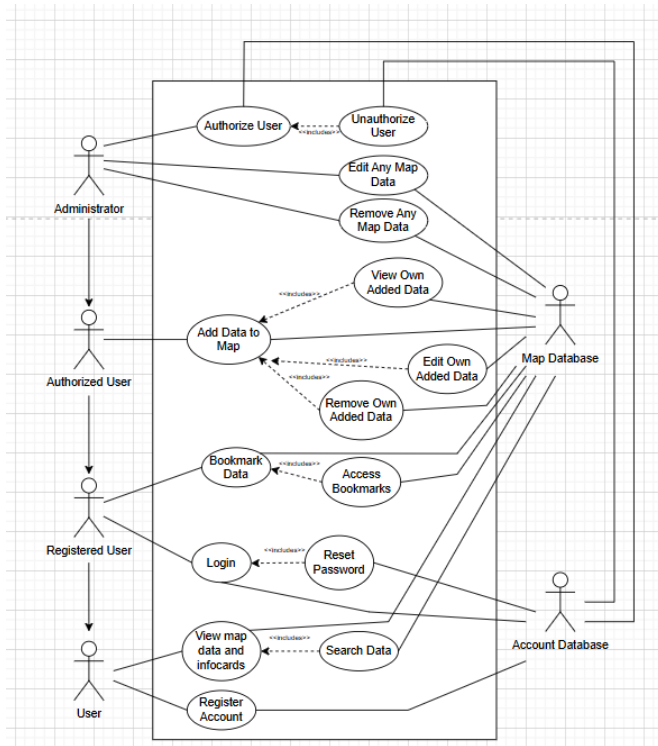 Authorize User
<<includes>>
Unauthorize
User
Administrator
Edit Any Map
Data
Remove Any
Map Data
View Own
Added Data
<<includes>>
Add Data to
Map
Authorized User
Map Database
<<includes>>
Edit Own
Added Data
<<includes>>
Remove Own
Added Data
Bookmark
Data
<<includes>>
Access
Bookmarks
Registered User
Login
<<includes>>
Reset
Password
Account Database
View map
data and
infocards
<<includes>>
Search Data
User
Register
Account